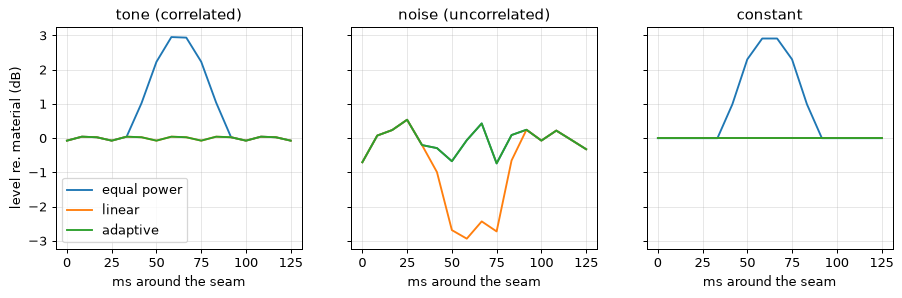 tone (correlated)
noise (uncorrelated)
constant
level re. material (dB)
3
2
1
0
−1
−2
−3
equal power
linear
adaptive
0 25 50 75 100 125
0 25 50 75 100 125
0 25 50 75 100 125
ms around the seam
ms around the seam
ms around the seam